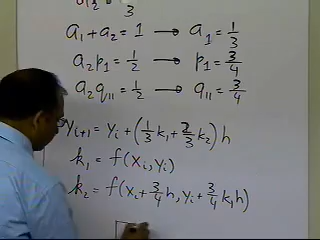 3
a₁ + a₂ = 1 → a₁ = 1/3
a₂p₁ = 1/2 → p₁ = 3/4
a₂q₁₁ = 1/2 → q₁₁ = 3/4
yᵢ₊₁ = yᵢ + (1/3 k₁ + 2/3 k₂) h
k₁ = f(xᵢ, yᵢ)
k₂ = f(xᵢ + 3/4 h, yᵢ + 3/4 k₁h)